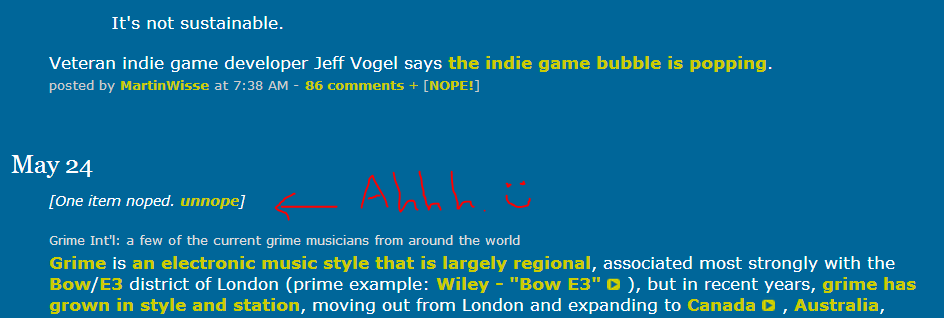 It's not sustainable.
Veteran indie game developer Jeff Vogel says the indie game bubble is popping.
posted by MartinWisse at 7:38 AM - 86 comments + [NOPE!]
May 24
[One item noped. unnope]
Ahhh. :)
Grime Int'l: a few of the current grime musicians from around the world
Grime is an electronic music style that is largely regional, associated most strongly with the
Bow/E3 district of London (prime example: Wiley - "Bow E3" ), but in recent years, grime has
grown in style and station, moving out from London and expanding to Canada , Australia,